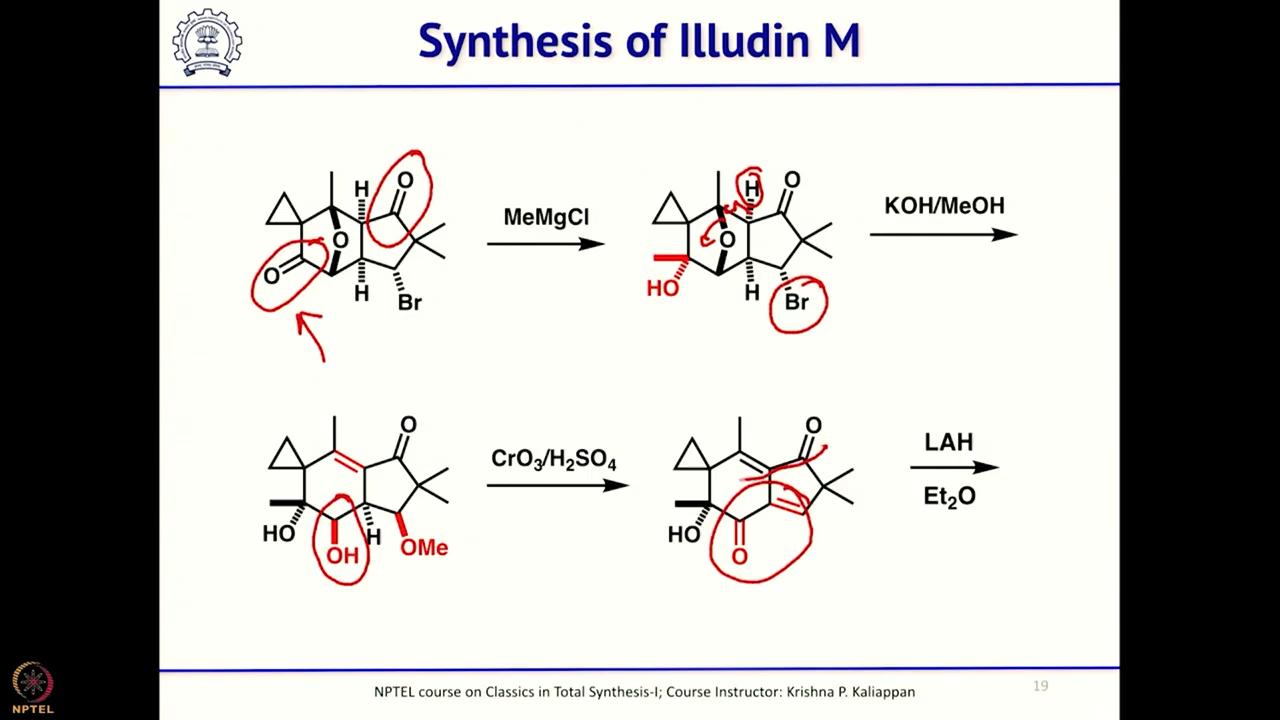 Synthesis of Illudin M
H
O
O
O
H
Br
MeMgCl
H
O
O
HO
H
Br
KOH/MeOH
O
HO
OH
H
OMe
CrO3/H2SO4
O
HO
O
LAH
Et2O
NPTEL
NPTEL course on Classics in Total Synthesis-I; Course Instructor: Krishna P. Kaliappan
19